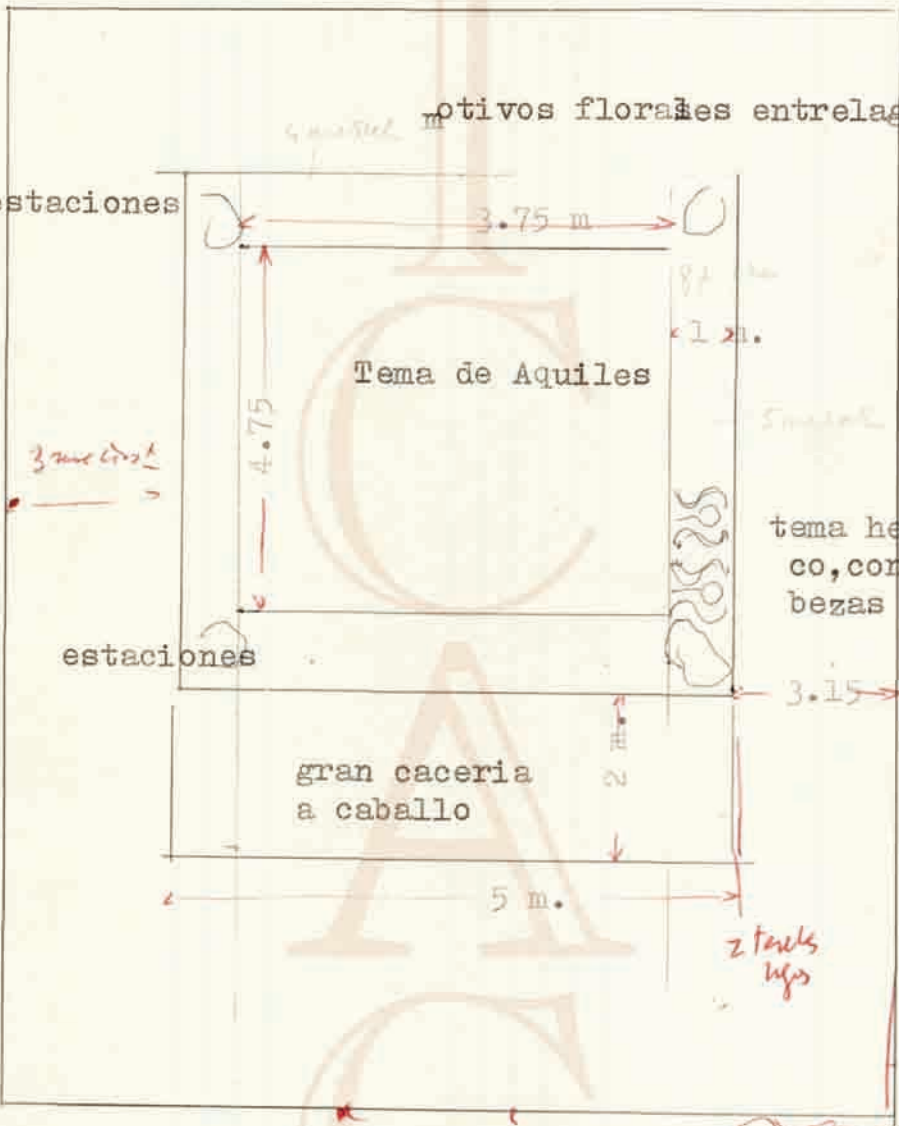 motivos florales entrelag
estaciones
3.75 m
1 m.
Tema de Aquiles
4.75
tema he
co,con
bezas
estaciones
3.15
2 m.
gran caceria
a caballo
5 m.